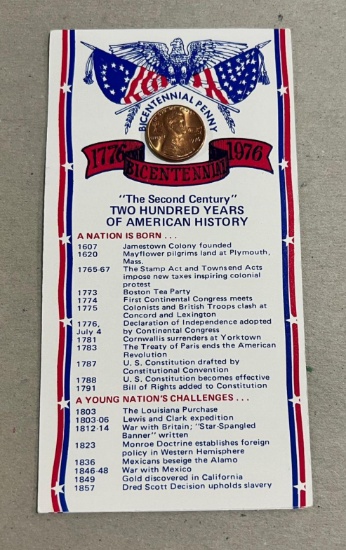 BICENTENNIAL PENNY
1776 BICENTENNIAL 1976
"The Second Century"
TWO HUNDRED YEARS
OF AMERICAN HISTORY
A NATION IS BORN . . .
1607 Jamestown Colony founded
1620 Mayflower pilgrims land at Plymouth,
Mass.
1765-67 The Stamp Act and Townsend Acts
impose new taxes inspiring colonial
protest
1773 Boston Tea Party
1774 First Continental Congress meets
1775 Colonists and British Troops clash at
Concord and Lexington
1776, Declaration of Independence adopted
July 4 by Continental Congress
1781 Cornwallis surrenders at Yorktown
1783 The Treaty of Paris ends the American
Revolution
1787 U. S. Constitution drafted by
Constitutional Convention
1788 U. S. Constitution becomes effective
1791 Bill of Rights added to Constitution
A YOUNG NATION'S CHALLENGES . . .
1803 The Louisiana Purchase
1803-06 Lewis and Clark expedition
1812-14 War with Britain; "Star-Spangled
Banner" written
1823 Monroe Doctrine establishes foreign
policy in Western Hemisphere
1836 Mexicans beseige the Alamo
1846-48 War with Mexico
1849 Gold discovered in California
1857 Dred Scott Decision upholds slavery